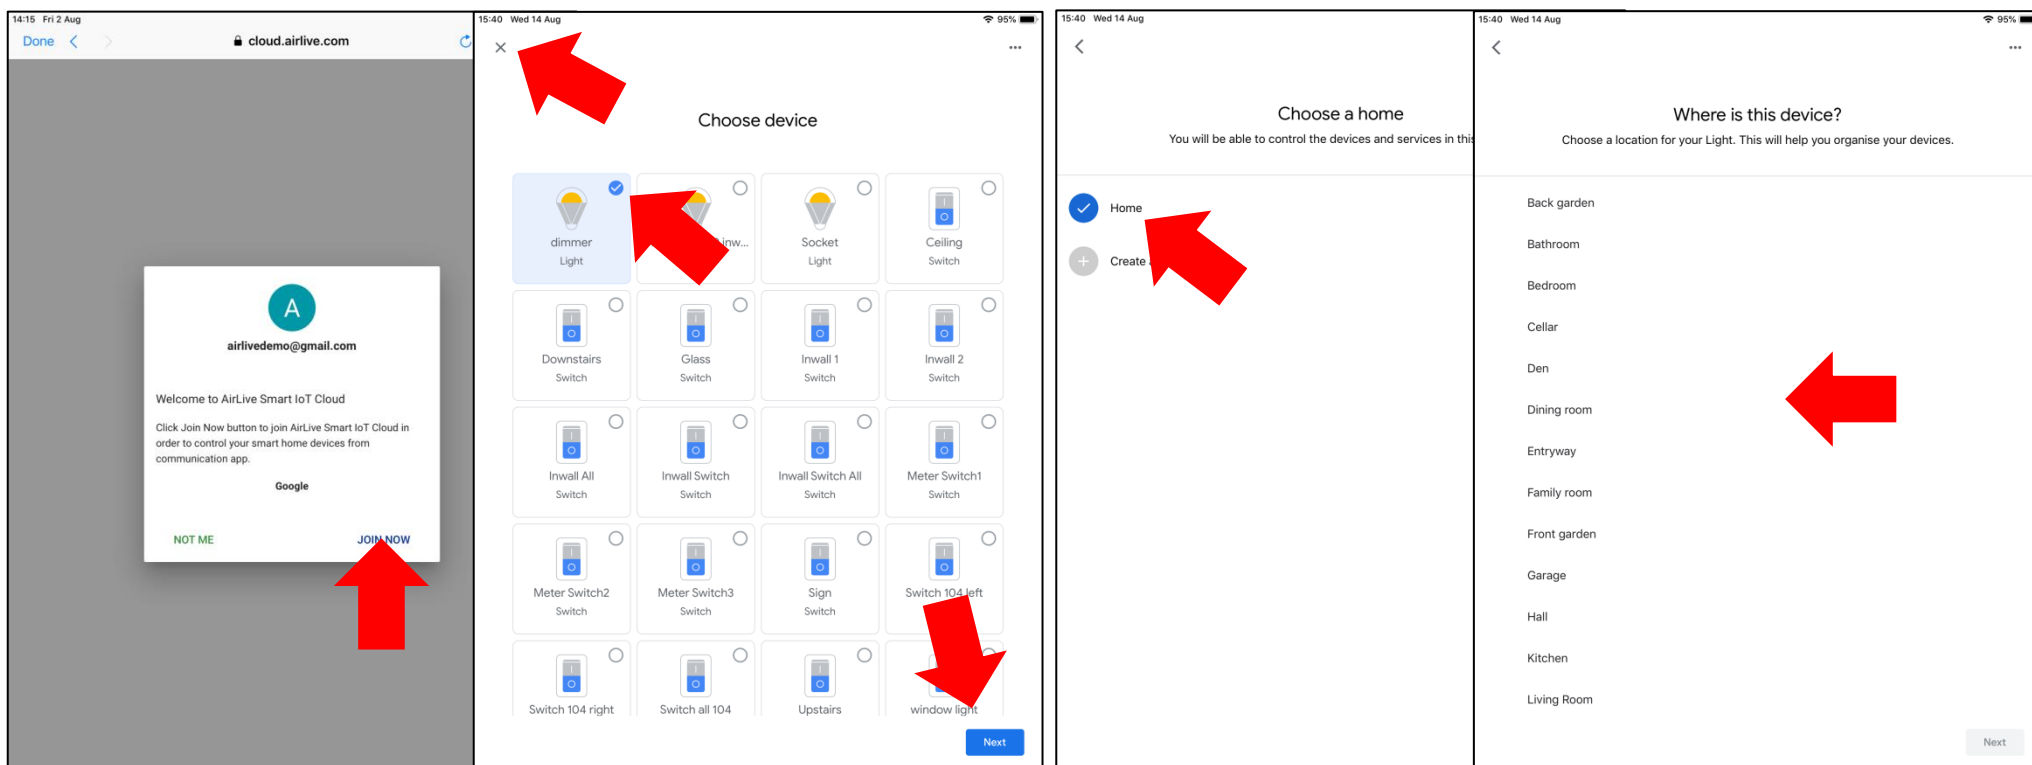 14:15 Fri 2 Aug
Done
cloud.airlive.com
A
airlivedemo@gmail.com
Welcome to AirLive Smart IoT Cloud
Click Join Now button to join AirLive Smart IoT Cloud in
order to control your smart home devices from
communication app.
Google
NOT ME
JOIN NOW
15:40 Wed 14 Aug
95%
Choose device
dimmer
Light
inw...
Socket
Light
Ceiling
Switch
Downstairs
Switch
Glass
Switch
Inwall 1
Switch
Inwall 2
Switch
Inwall All
Switch
Inwall Switch
Switch
Inwall Switch All
Switch
Meter Switch1
Switch
Meter Switch2
Switch
Meter Switch3
Switch
Sign
Switch
Switch 104 left
Switch 104 right
Switch all 104
Upstairs
window light
Next
15:40 Wed 14 Aug
Choose a home
You will be able to control the devices and services in this
Home
Create
15:40 Wed 14 Aug
95%
Where is this device?
Choose a location for your Light. This will help you organise your devices.
Back garden
Bathroom
Bedroom
Cellar
Den
Dining room
Entryway
Family room
Front garden
Garage
Hall
Kitchen
Living Room
Next